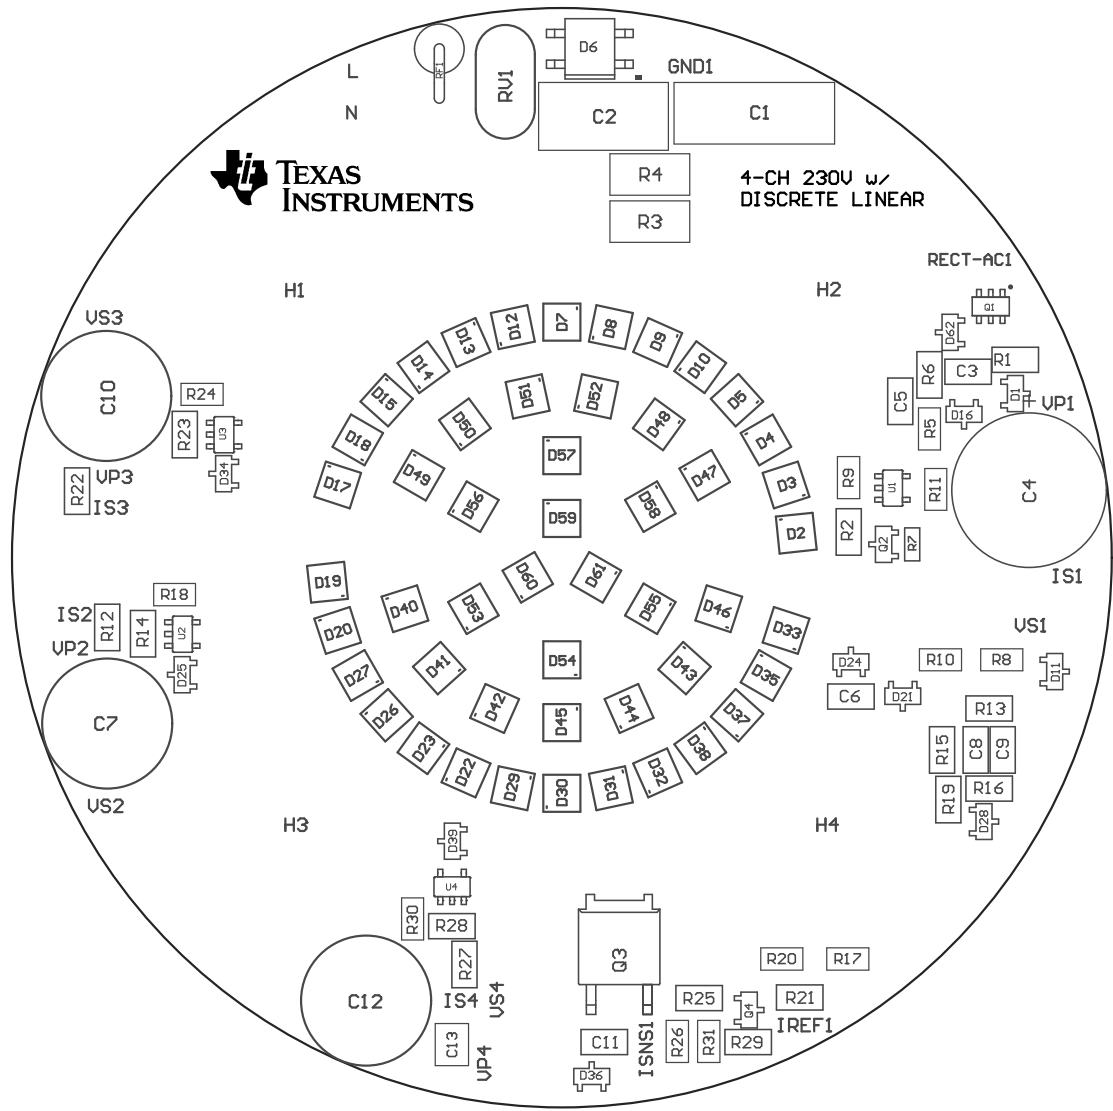 L
N
RF1
RV1
D6
GND1
C2
C1
R4
R3
TEXAS
INSTRUMENTS
4-CH 230V w/
DISCRETE LINEAR
RECT-AC1
H1
H2
VS3
C10
R24
R23
U3
D34
VP3
R22
IS3
Q1
D62
R1
R6
C3
C5
D1
VP1
D16
R5
C4
R9
U1
R11
R2
Q2
R7
IS1
D12
D7
D8
D13
D9
D14
D10
D15
D51
D52
D5
D18
D50
D48
D4
D17
D49
D57
D47
D3
D56
D59
D58
D2
D19
D60
D61
D20
D40
D53
D55
D46
D33
D27
D41
D54
D43
D35
D26
D42
D45
D44
D37
D23
D38
D22
D29
D30
D31
D32
IS2
R18
R12
R14
U2
VP2
D25
C7
VS2
VS1
D24
R10
R8
D11
C6
D21
R13
R15
C8
C9
R19
R16
D28
H3
H4
D39
U4
R30
R28
R27
C12
IS4
VS4
C13
VP4
Q3
R20
R17
R25
R21
Q4
IREF1
C11
ISNS1
R26
R31
R29
D36